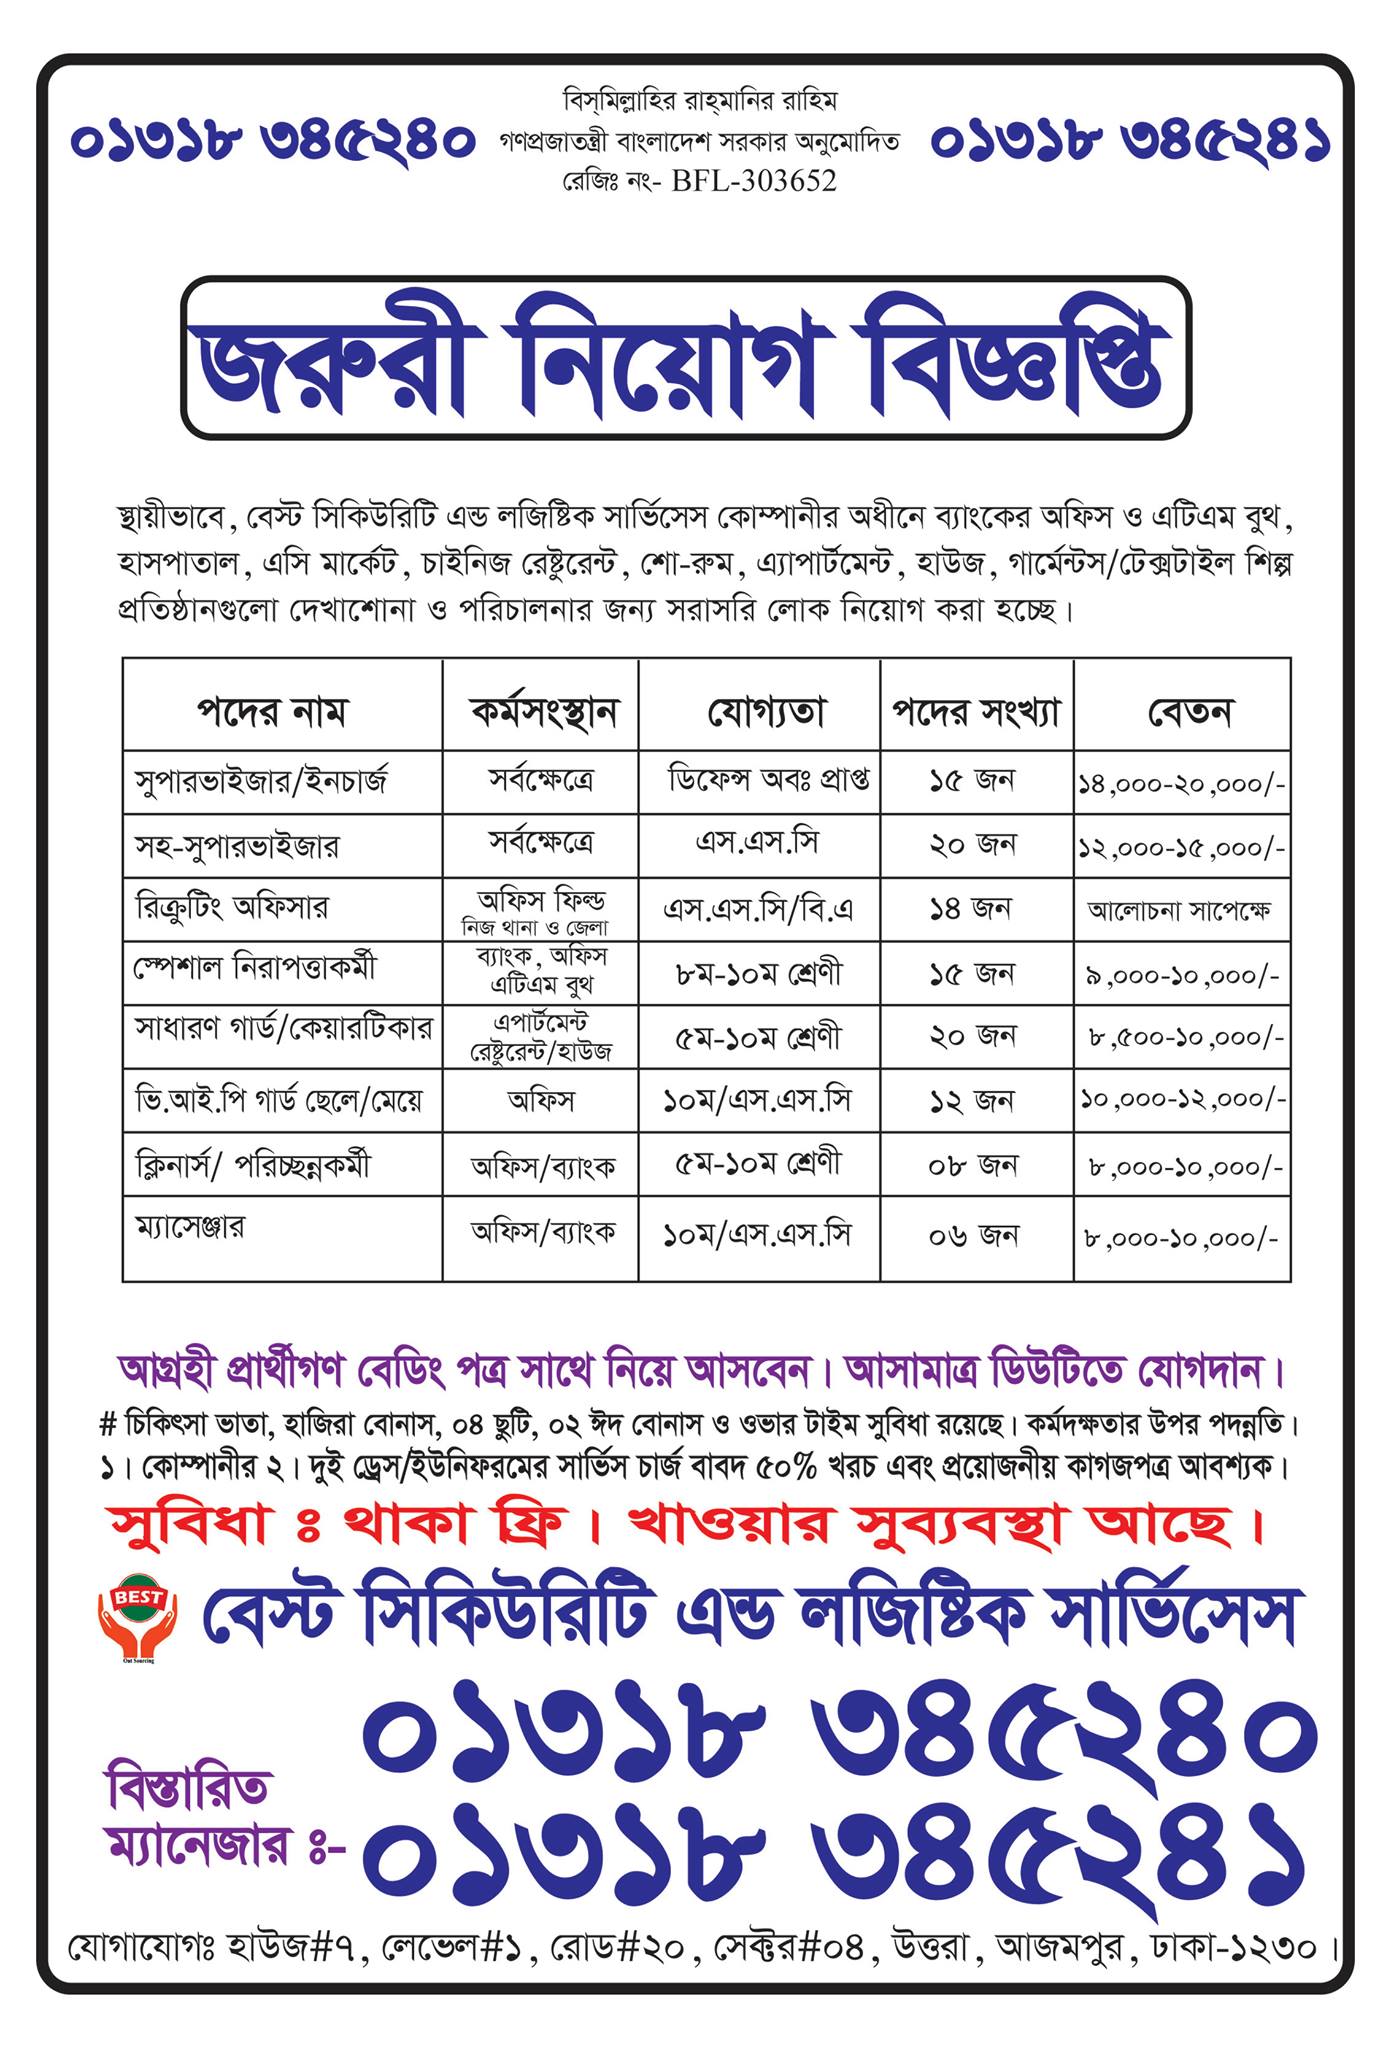 বিস্‌মিল্লাহির রাহ্‌মানির রাহিম
০১৩১৮ ৩৪৫২৪০ গণপ্রজাতন্ত্রী বাংলাদেশ সরকার অনুমোদিত ০১৩১৮ ৩৪৫২৪১
রেজিঃ নং- BFL-303652
জরুরী নিয়োগ বিজ্ঞপ্তি
স্থায়ীভাবে, বেস্ট সিকিউরিটি এন্ড লজিষ্টিক সার্ভিসেস কোম্পানীর অধীনে ব্যাংকের অফিস ও এটিএম বুথ,
হাসপাতাল, এসি মার্কেট, চাইনিজ রেষ্টুরেন্ট, শো-রুম, এ্যাপার্টমেন্ট, হাউজ, গার্মেন্টস/টেক্সটাইল শিল্প
প্রতিষ্ঠানগুলো দেখাশোনা ও পরিচালনার জন্য সরাসরি লোক নিয়োগ করা হচ্ছে।
পদের নাম কর্মসংস্থান যোগ্যতা পদের সংখ্যা বেতন
সুপারভাইজার/ইনচার্জ সর্বক্ষেত্রে ডিফেন্স অবঃ প্রাপ্ত ১৫ জন ১৪,০০০-২০,০০০/-
সহ-সুপারভাইজার সর্বক্ষেত্রে এস.এস.সি ২০ জন ১২,০০০-১৫,০০০/-
রিক্রুটিং অফিসার অফিস ফিল্ড এস.এস.সি/বি.এ ১৪ জন আলোচনা সাপেক্ষে
নিজ থানা ও জেলা
স্পেশাল নিরাপত্তাকর্মী ব্যাংক, অফিস ৮ম-১০ম শ্রেণী ১৫ জন ৯,০০০-১০,০০০/-
এটিএম বুথ
সাধারণ গার্ড/কেয়ারটিকার এপার্টমেন্ট ৫ম-১০ম শ্রেণী ২০ জন ৮,৫০০-১০,০০০/-
রেষ্টুরেন্ট/হাউজ
ভি.আই.পি গার্ড ছেলে/মেয়ে অফিস ১০ম/এস.এস.সি ১২ জন ১০,০০০-১২,০০০/-
ক্লিনার্স/ পরিচ্ছন্নকর্মী অফিস/ব্যাংক ৫ম-১০ম শ্রেণী ০৮ জন ৮,০০০-১০,০০০/-
ম্যাসেঞ্জার অফিস/ব্যাংক ১০ম/এস.এস.সি ০৬ জন ৮,০০০-১০,০০০/-
আগ্রহী প্রার্থীগণ বেডিং পত্র সাথে নিয়ে আসবেন। আসামাত্র ডিউটিতে যোগদান।
# চিকিৎসা ভাতা, হাজিরা বোনাস, ০৪ ছুটি, ০২ ঈদ বোনাস ও ওভার টাইম সুবিধা রয়েছে। কর্মদক্ষতার উপর পদন্নতি।
১। কোম্পানীর ২। দুই ড্রেস/ইউনিফরমের সার্ভিস চার্জ বাবদ ৫০% খরচ এবং প্রয়োজনীয় কাগজপত্র আবশ্যক।
সুবিধা ঃ থাকা ফ্রি। খাওয়ার সুব্যবস্থা আছে।
BEST
Out Sourcing
বেস্ট সিকিউরিটি এন্ড লজিষ্টিক সার্ভিসেস
০১৩১৮ ৩৪৫২৪০
বিস্তারিত
ম্যানেজার ঃ- ০১৩১৮ ৩৪৫২৪১
যোগাযোগঃ হাউজ#৭, লেভেল#১, রোড#২০, সেক্টর#০৪, উত্তরা, আজমপুর, ঢাকা-১২৩০।